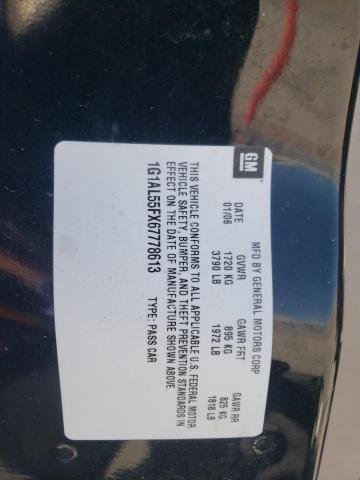 GM
MFD BY GENERAL MOTORS CORP
DATE GVWR GAWR FRT GAWR RR
01/06 1720 KG 895 KG 825 KG
3790 LB 1972 LB 1818 LB
THIS VEHICLE CONFORMS TO ALL APPLICABLE U.S. FEDERAL MOTOR
VEHICLE SAFETY, BUMPER, AND THEFT PREVENTION STANDARDS IN
EFFECT ON THE DATE OF MANUFACTURE SHOWN ABOVE.
1G1AL55FX67778613 TYPE: PASS CAR